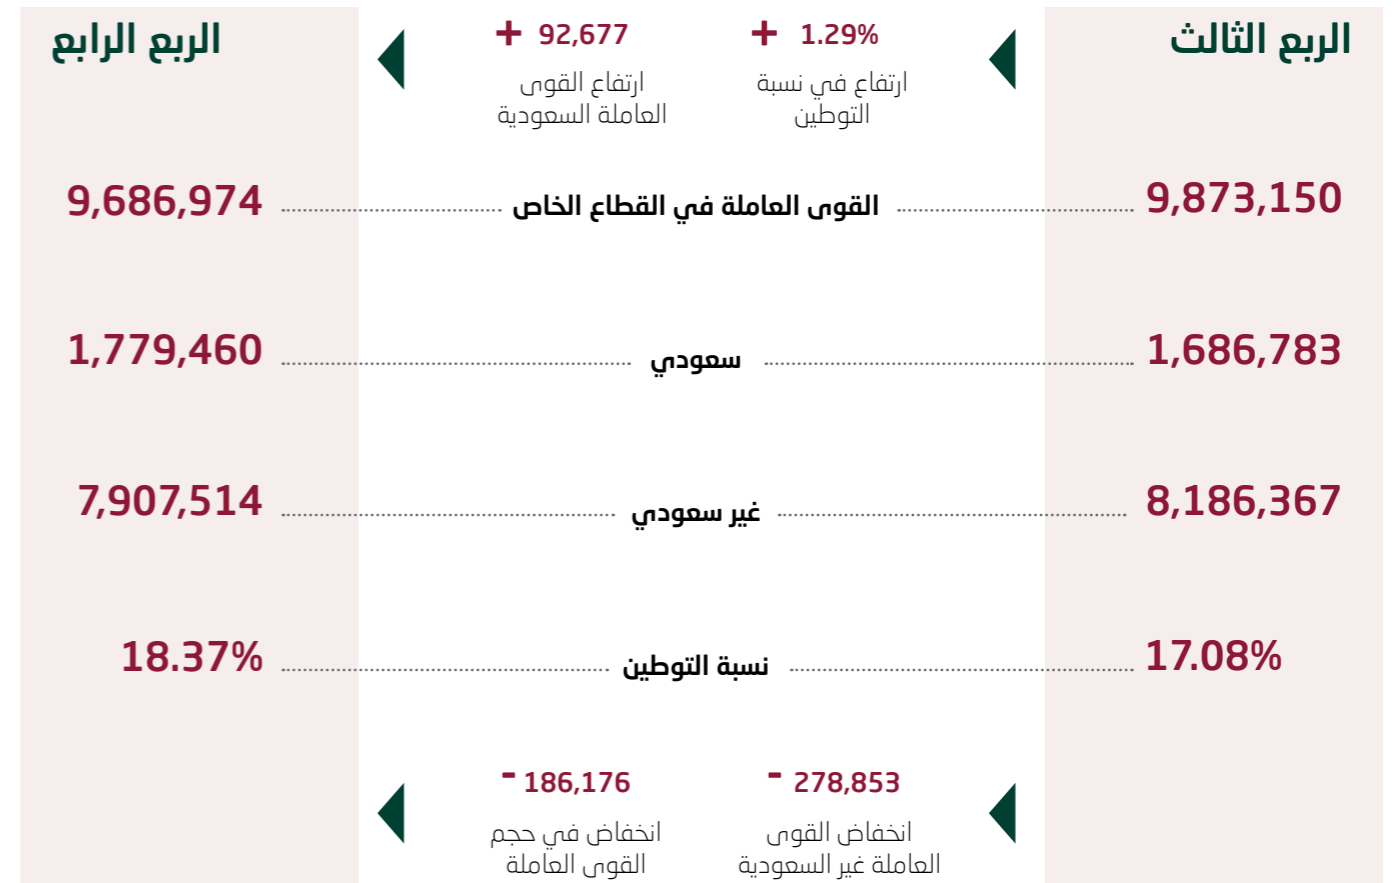 الربع الثالث
+ 1.29%
ارتفاع في نسبة
التوطين
+ 92,677
ارتفاع القوى
العاملة السعودية
الربع الرابع
9,873,150 القوى العاملة في القطاع الخاص 9,686,974
1,686,783 سعودي 1,779,460
8,186,367 غير سعودي 7,907,514
17.08% نسبة التوطين 18.37%
- 278,853
انخفاض القوى
العاملة غير السعودية
- 186,176
انخفاض في حجم
القوى العاملة